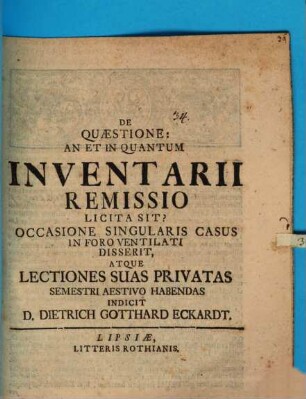 34.
DE
QUÆSTIONE:
AN ET IN QUANTUM
INVENTARII
REMISSIO
LICITA SIT?
OCCASIONE SINGULARIS CASUS
IN FORO VENTILATI
DISSERIT,
ATQUE
LECTIONES SUAS PRIVATAS
SEMESTRI AESTIVO HABENDAS
INDICIT
D. DIETRICH GOTTHARD ECKARDT.
LIPSIÆ,
LITTERIS ROTHIANIS.